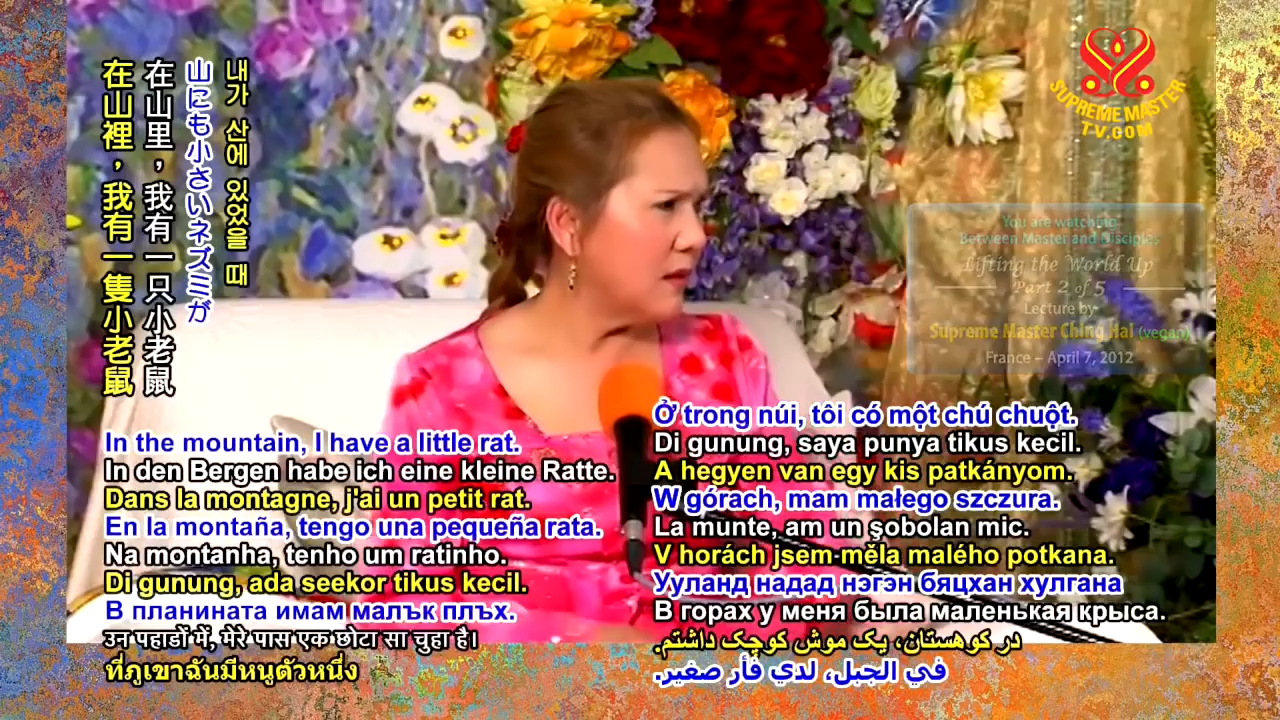 在山裡，我有一隻小老鼠
在山里，我有一只小老鼠
山にも小さいネズミが
내가 산에 있었을 때
SUPREME MASTER
TV.COM
You are watching
Between Master and Disciples
Lifting the World Up
Part 2 of 5
Lecture by
Supreme Master Ching Hai (vegan)
France – April 7, 2012
In the mountain, I have a little rat.
In den Bergen habe ich eine kleine Ratte.
Dans la montagne, j'ai un petit rat.
En la montaña, tengo una pequeña rata.
Na montanha, tenho um ratinho.
Di gunung, ada seekor tikus kecil.
В планината имам малък плъх.
उन पहाडों में, मेरे पास एक छोटा सा चुहा है।
ที่ภูเขาฉันมีหนูตัวหนึ่ง
Ở trong núi, tôi có một chú chuột.
Di gunung, saya punya tikus kecil.
A hegyen van egy kis patkányom.
W górach, mam małego szczura.
La munte, am un şobolan mic.
V horách jsem měla malého potkana.
Ууланд надад нэгэн бяцхан хулгана
В горах у меня была маленькая крыса.
در کوهستان، یک موش کوچک داشتم.
في الجبل، لدي فأر صغير.